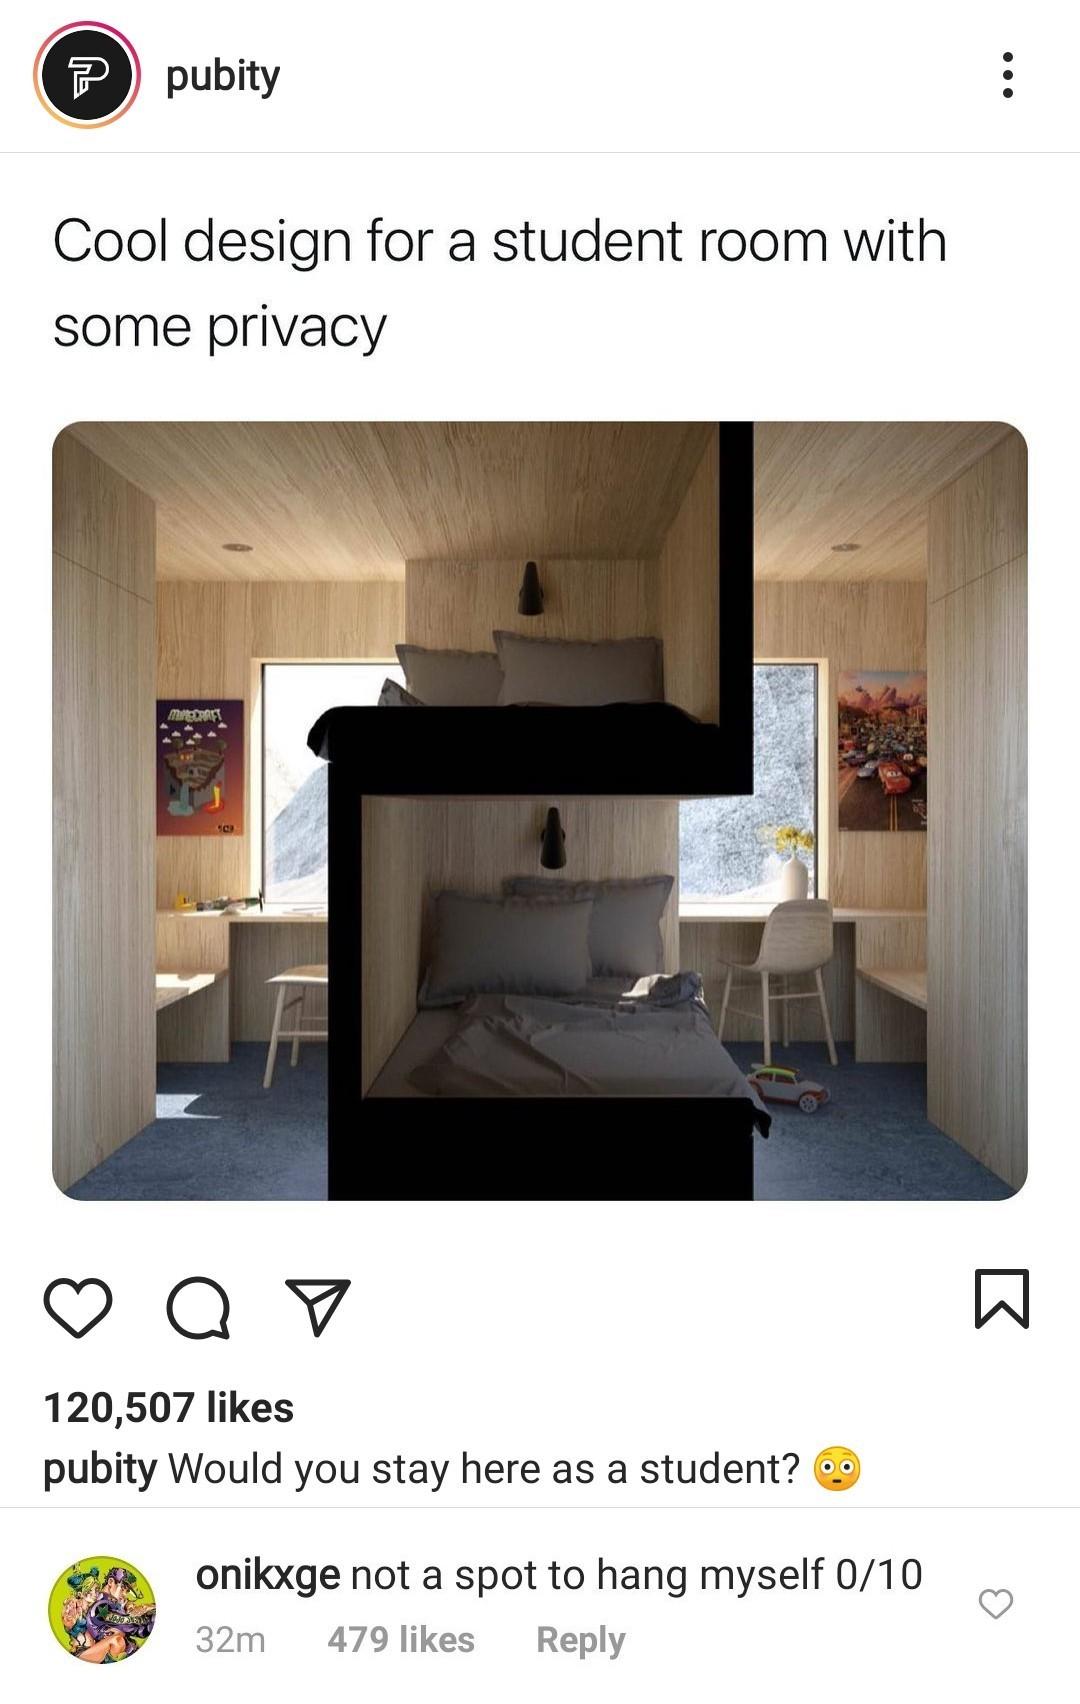 pubity
Cool design for a student room with
some privacy
MINECRAFT
120,507 likes
pubity Would you stay here as a student? 😳
onikxge not a spot to hang myself 0/10
32m 479 likes Reply